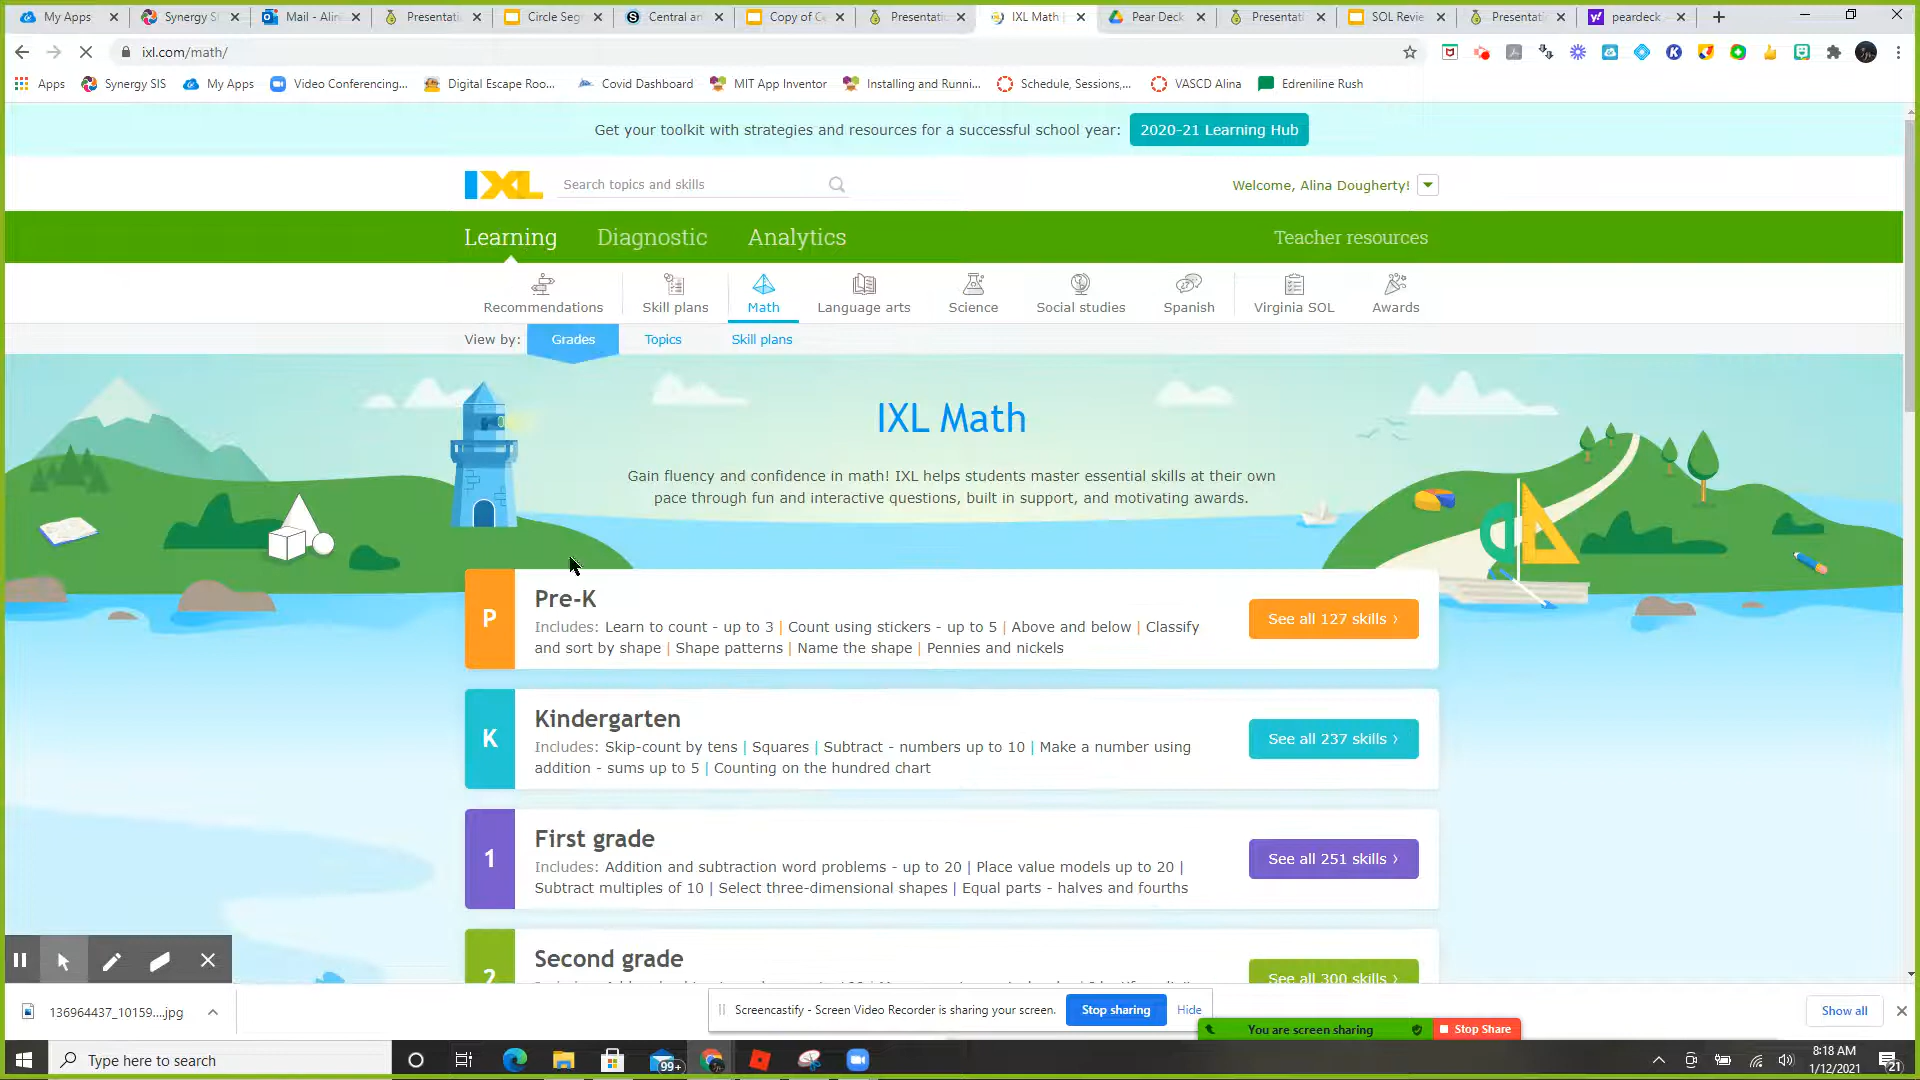 My Apps
Synergy S
Mail - Alin
Presentati
Circle Seg
Central an
Copy of C
Presentatio
IXL Math |
Pear Deck
Presentati
SOL Revie
Presentati
peardeck -
ixl.com/math/
Apps
Synergy SIS
My Apps
Video Conferencing...
Digital Escape Roo...
Covid Dashboard
MIT App Inventor
Installing and Runni...
Schedule, Sessions,...
VASCD Alina
Edreniline Rush
Get your toolkit with strategies and resources for a successful school year:
2020-21 Learning Hub
IXL
Search topics and skills
Welcome, Alina Dougherty!
Learning
Diagnostic
Analytics
Teacher resources
Recommendations
Skill plans
Math
Language arts
Science
Social studies
Spanish
Virginia SOL
Awards
View by:
Grades
Topics
Skill plans
IXL Math
Gain fluency and confidence in math! IXL helps students master essential skills at their own
pace through fun and interactive questions, built in support, and motivating awards.
P
Pre-K
Includes: Learn to count - up to 3 | Count using stickers - up to 5 | Above and below | Classify
and sort by shape | Shape patterns | Name the shape | Pennies and nickels
See all 127 skills ›
K
Kindergarten
Includes: Skip-count by tens | Squares | Subtract - numbers up to 10 | Make a number using
addition - sums up to 5 | Counting on the hundred chart
See all 237 skills ›
1
First grade
Includes: Addition and subtraction word problems - up to 20 | Place value models up to 20 |
Subtract multiples of 10 | Select three-dimensional shapes | Equal parts - halves and fourths
See all 251 skills ›
2
Second grade
See all 300 skills ›
136964437_10159....jpg
Screencastify - Screen Video Recorder is sharing your screen.
Stop sharing
Hide
You are screen sharing
Stop Share
Show all
Type here to search
99+
8:18 AM
1/12/2021
21